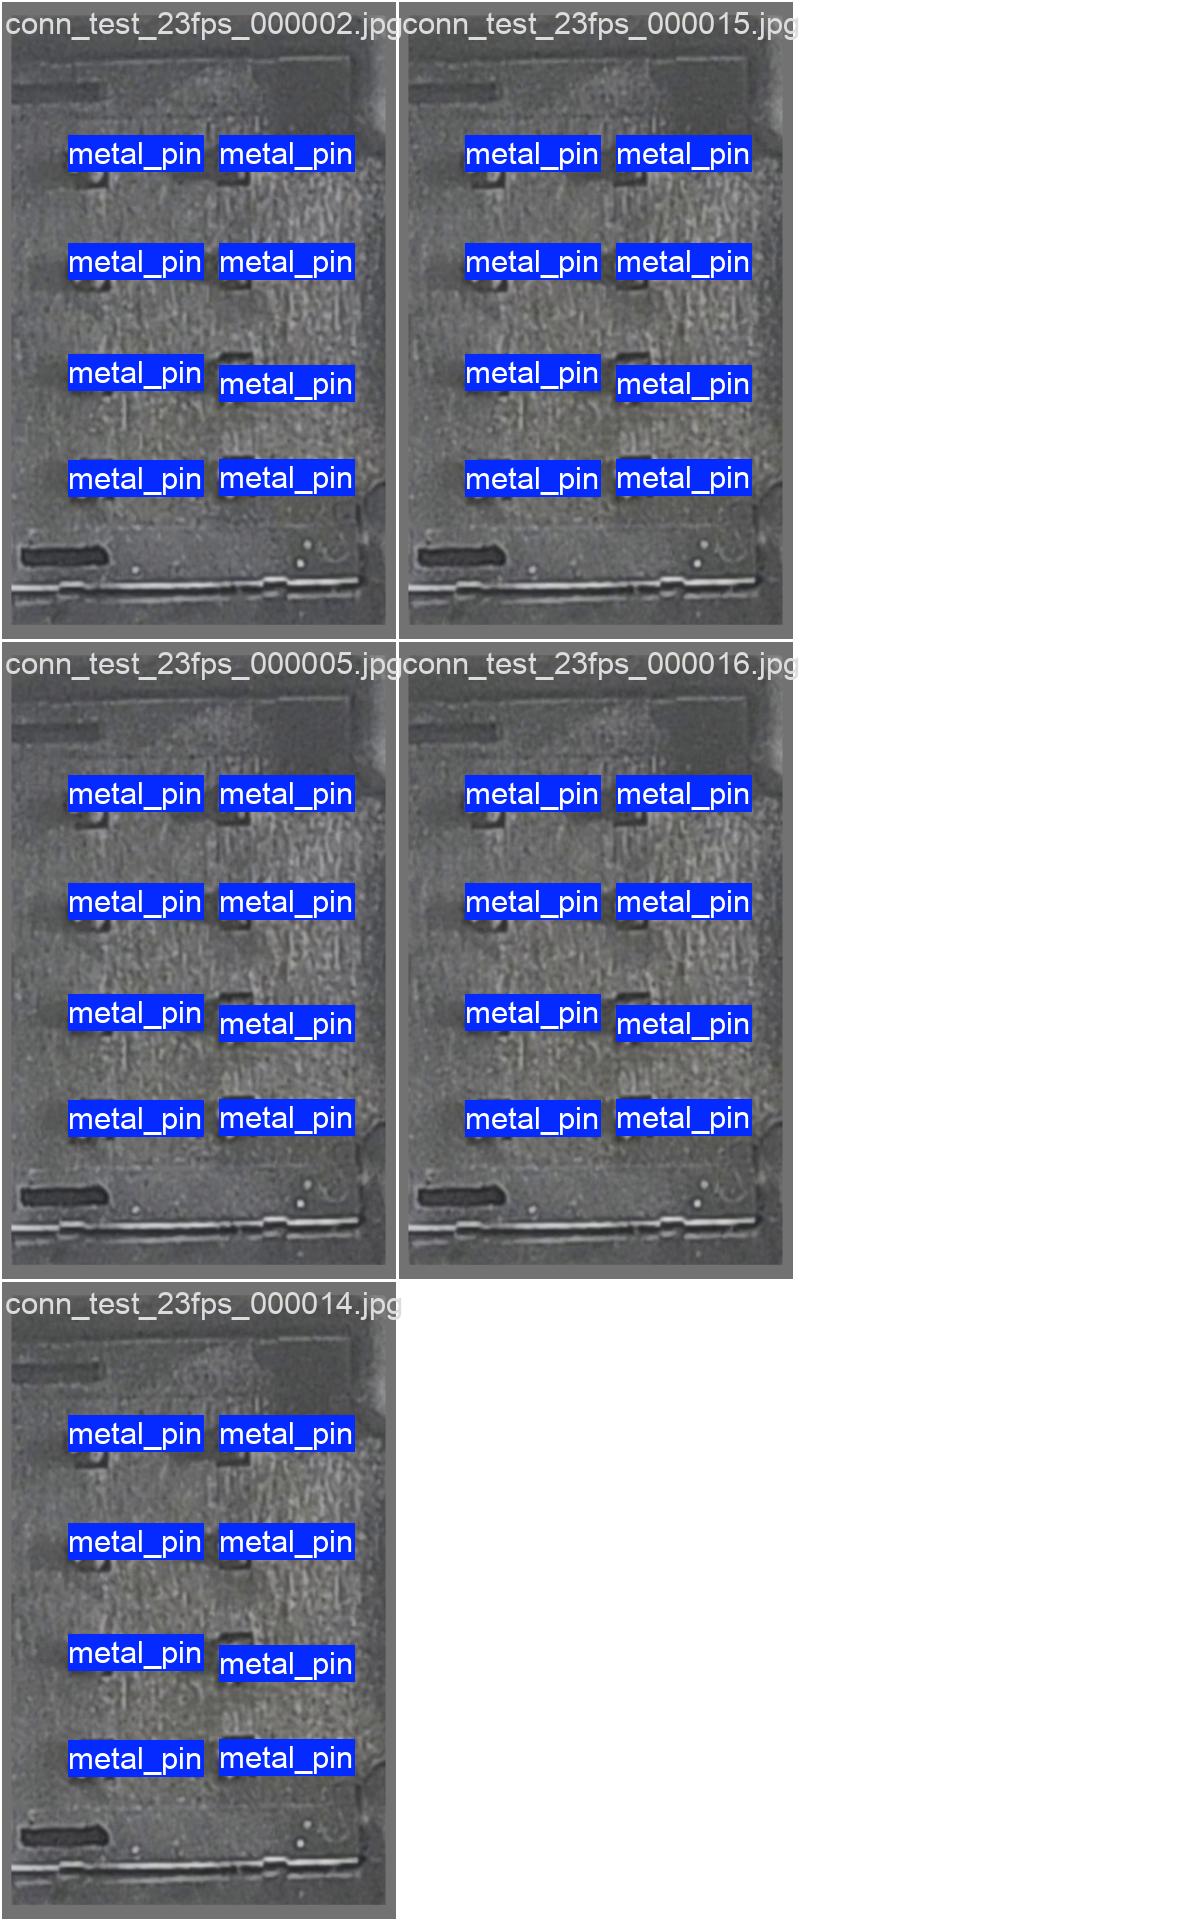 conn_test_23fps_000002.jpg
metal_pin metal_pin
metal_pin metal_pin
metal_pin
metal_pin
metal_pin metal_pin
conn_test_23fps_000015.jpg
metal_pin metal_pin
metal_pin metal_pin
metal_pin
metal_pin
metal_pin metal_pin
conn_test_23fps_000005.jpg
metal_pin metal_pin
metal_pin metal_pin
metal_pin
metal_pin
metal_pin metal_pin
conn_test_23fps_000016.jpg
metal_pin metal_pin
metal_pin metal_pin
metal_pin
metal_pin
metal_pin metal_pin
conn_test_23fps_000014.jpg
metal_pin metal_pin
metal_pin metal_pin
metal_pin
metal_pin
metal_pin metal_pin